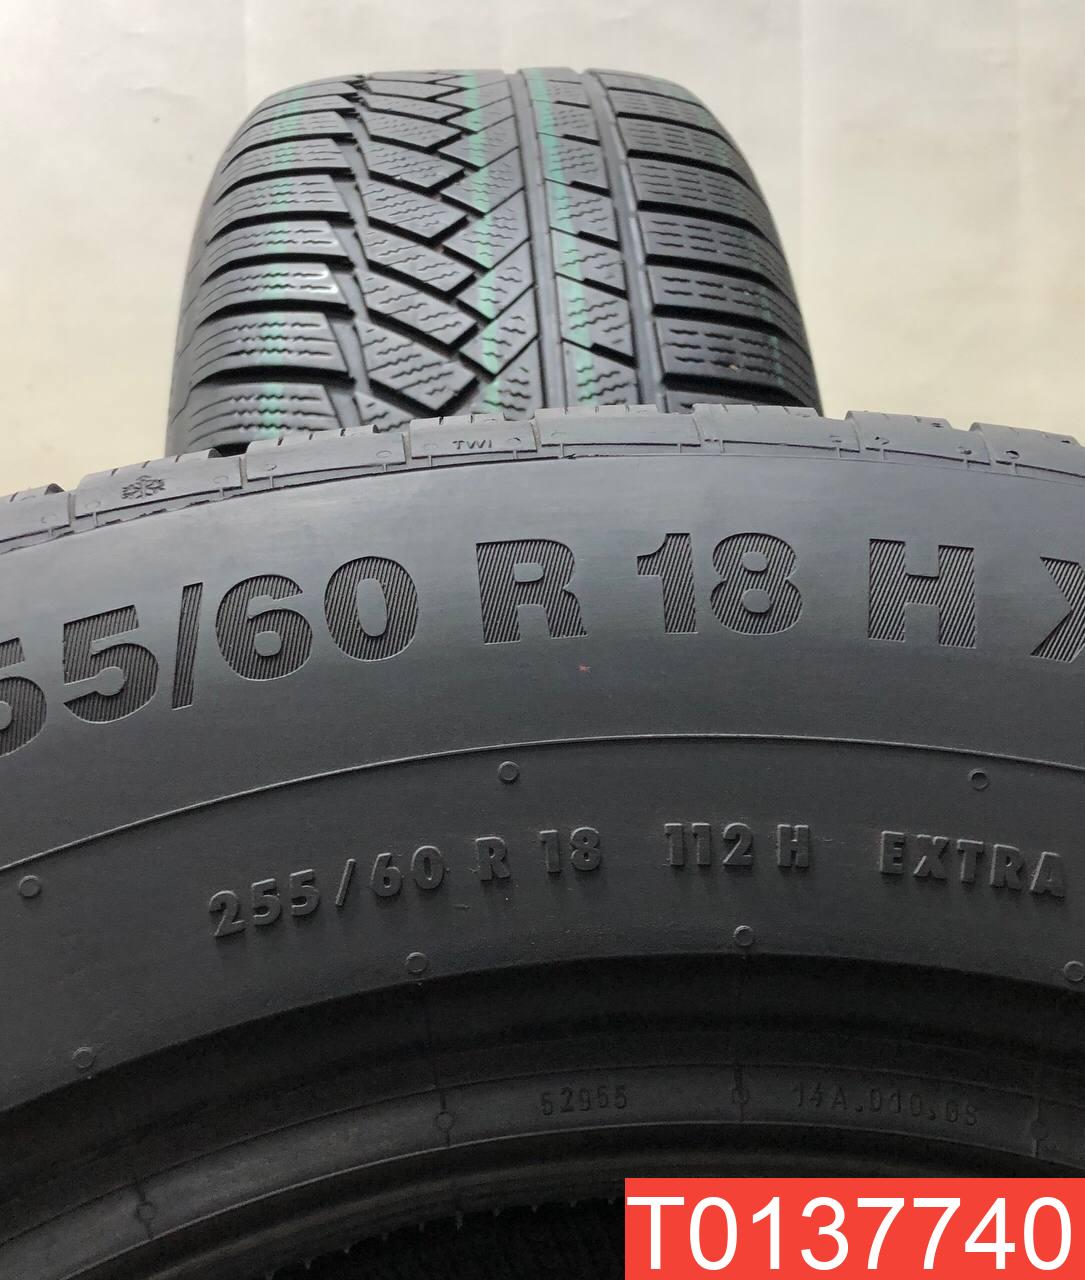 TWI
55/60 R 18 H X
255/60 R 18 112 H EXTRA
52955
T0137740